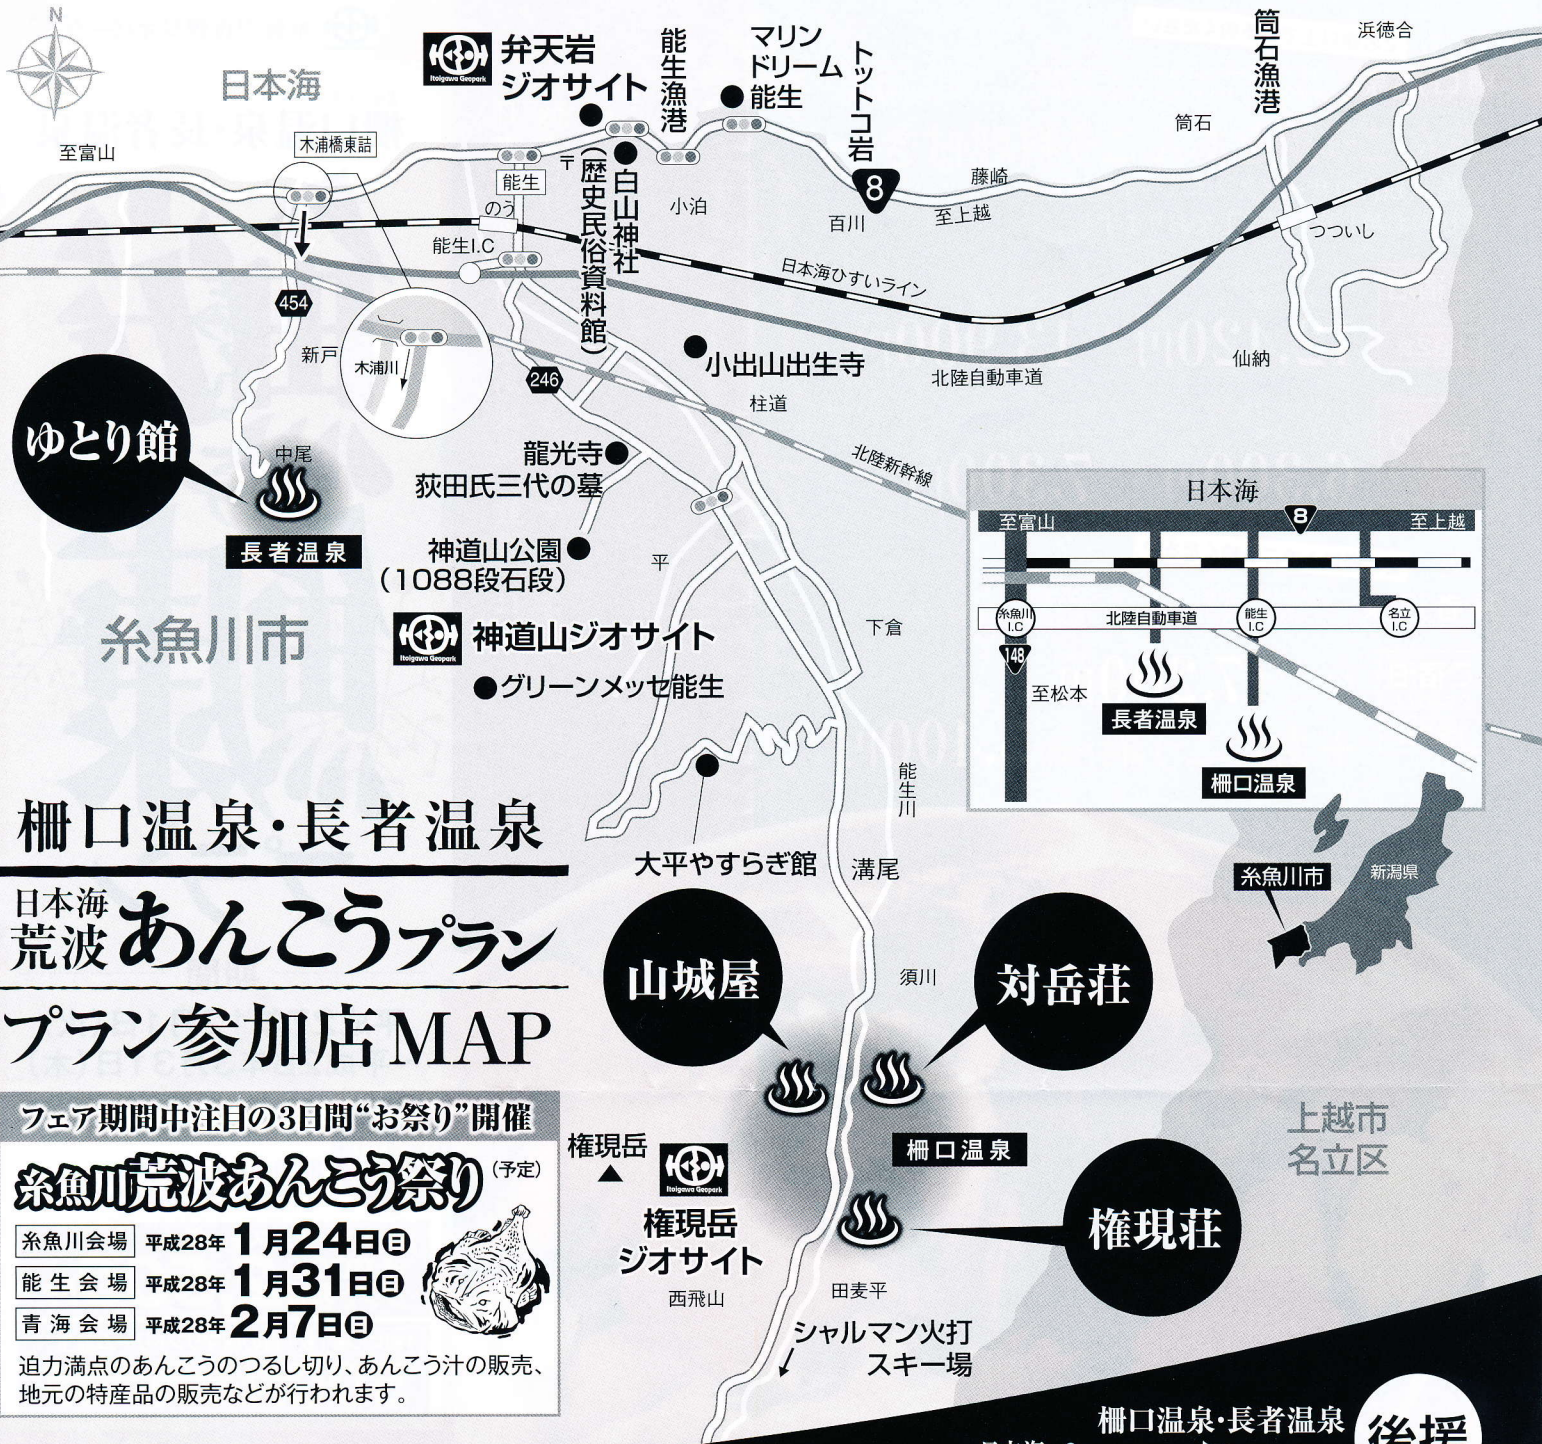 N
日本海
Itoigawa Geopark
弁天岩
ジオサイト
能生漁港
マリン
ドリーム
能生
トットコ岩
筒石漁港
浜徳合
筒石
至富山
木浦橋東詰
〒
能生
のう
白山神社
(歴史民俗資料館)
小泊
8
百川
藤崎
至上越
つついし
能生I.C
日本海ひすいライン
454
新戸
木浦川
246
小出山出生寺
柱道
北陸自動車道
仙納
ゆとり館
中尾
長者温泉
龍光寺
荻田氏三代の墓
北陸新幹線
神道山公園
(1088段石段)
平
糸魚川市
Itoigawa Geopark
神道山ジオサイト
グリーンメッセ能生
下倉
日本海
至富山
8
至上越
糸魚川
I.C
北陸自動車道
能生
I.C
名立
I.C
148
至松本
長者温泉
柵口温泉
能生川
大平やすらぎ館
溝尾
糸魚川市
新潟県
柵口温泉・長者温泉
日本海
荒波
あんこうプラン
プラン参加店MAP
山城屋
対岳荘
須川
柵口温泉
権現岳
Itoigawa Geopark
権現岳
ジオサイト
権現荘
上越市
名立区
西飛山
田麦平
シャルマン火打
スキー場
フェア期間中注目の3日間“お祭り”開催
糸魚川荒波あんこう祭り(予定)
糸魚川会場 平成28年1月24日㊐
能生会場 平成28年1月31日㊐
青海会場 平成28年2月7日㊐
迫力満点のあんこうのつるし切り、あんこう汁の販売、
地元の特産品の販売などが行われます。
柵口温泉・長者温泉
後援